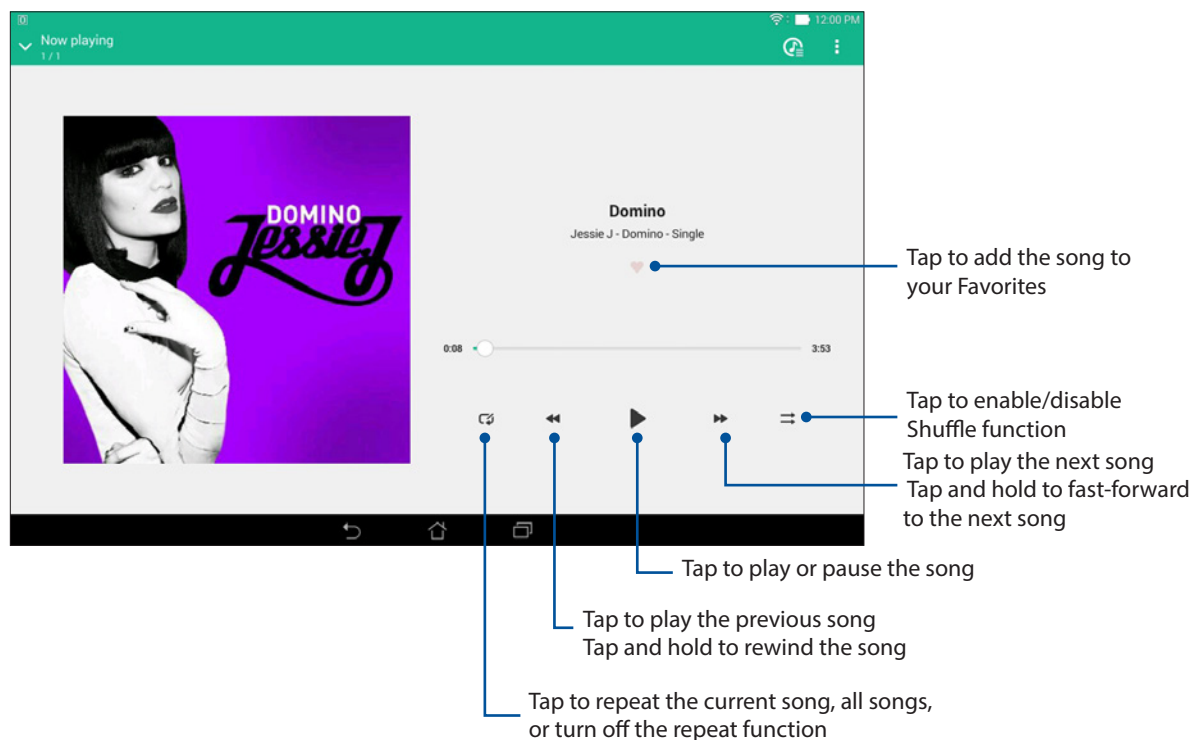 12:00 PM
Now playing
1 / 1
DOMINO
Jessie J
Domino
Jessie J - Domino - Single
Tap to add the song to
your Favorites
0:08
3:53
Tap to enable/disable
Shuffle function
Tap to play the next song
Tap and hold to fast-forward
to the next song
Tap to play or pause the song
Tap to play the previous song
Tap and hold to rewind the song
Tap to repeat the current song, all songs,
or turn off the repeat function